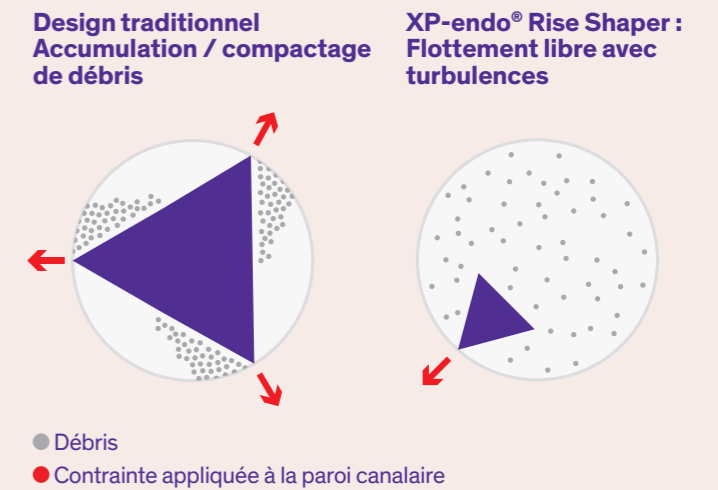 Design traditionnel
Accumulation / compactage
de débris
XP-endo® Rise Shaper :
Flottement libre avec
turbulences
Débris
Contrainte appliquée à la paroi canalaire